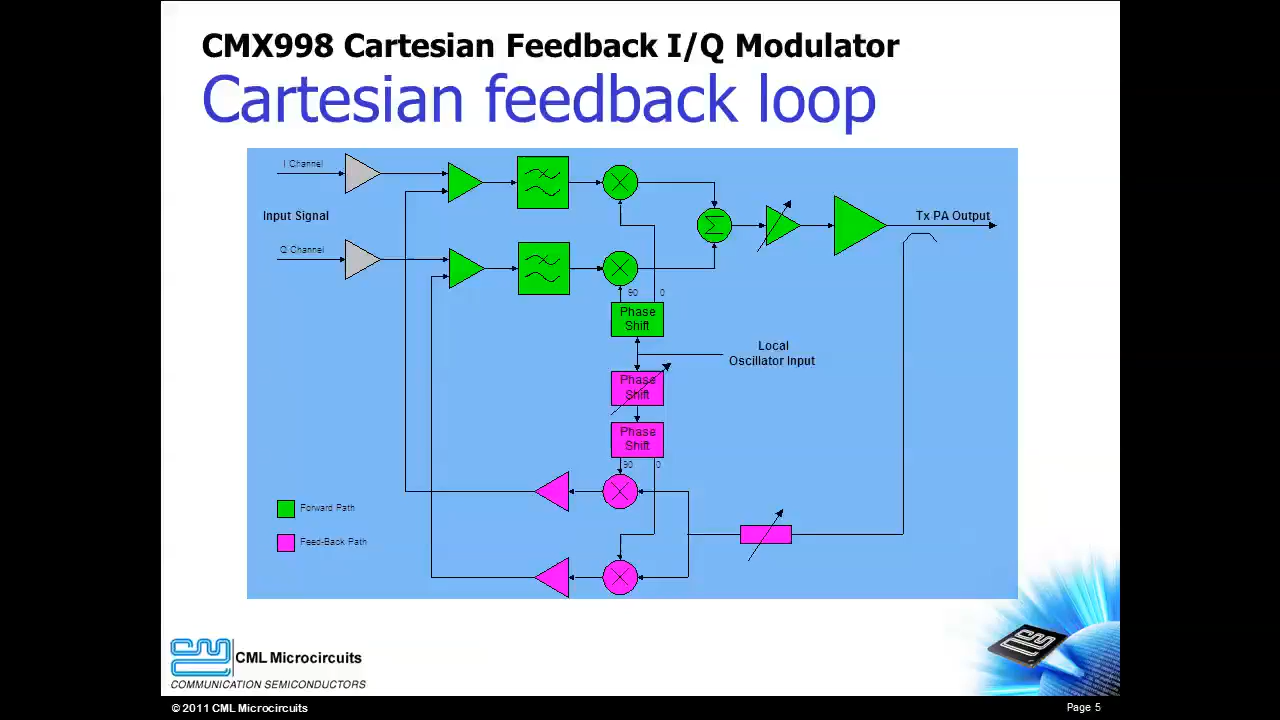 CMX998 Cartesian Feedback I/Q Modulator
Cartesian feedback loop
I Channel
Input Signal
Q Channel
Σ
Tx PA Output
90
0
Phase
Shift
Local
Oscillator Input
Phase
Shift
Phase
Shift
90
0
Forward Path
Feed-Back Path
CML Microcircuits
COMMUNICATION SEMICONDUCTORS
© 2011 CML Microcircuits
Page 5